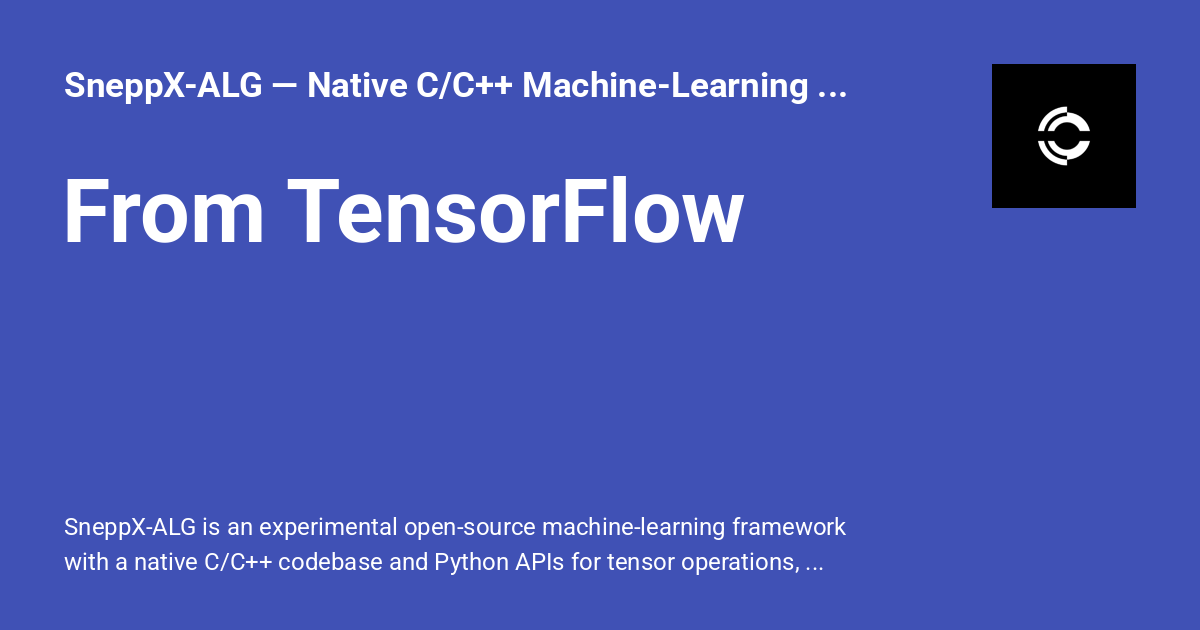 SneppX-ALG — Native C/C++ Machine-Learning ...
From TensorFlow
SneppX-ALG is an experimental open-source machine-learning framework
with a native C/C++ codebase and Python APIs for tensor operations, ...